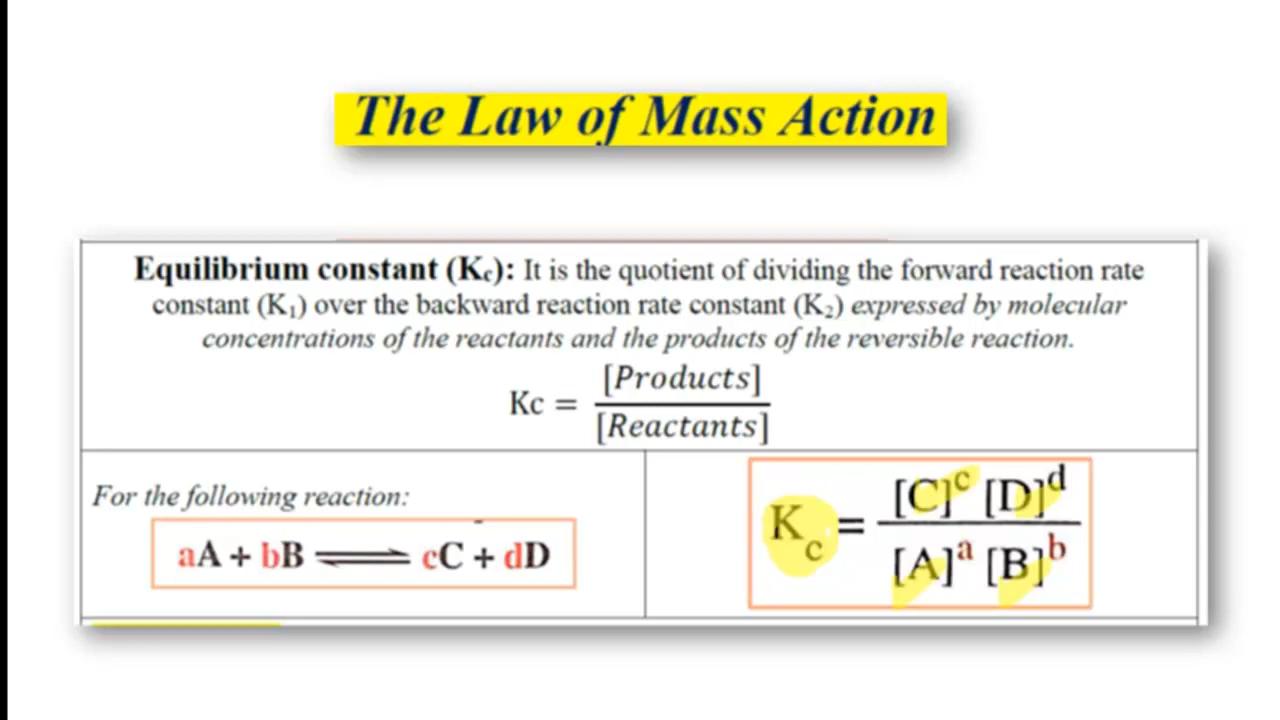 The Law of Mass Action
Equilibrium constant (Kc): It is the quotient of dividing the forward reaction rate
constant (K₁) over the backward reaction rate constant (K₂) expressed by molecular
concentrations of the reactants and the products of the reversible reaction.
Kc = [Products] / [Reactants]
For the following reaction:
aA + bB ⇌ cC + dD
Kc = [C]ᶜ [D]ᵈ / [A]ᵃ [B]ᵇ